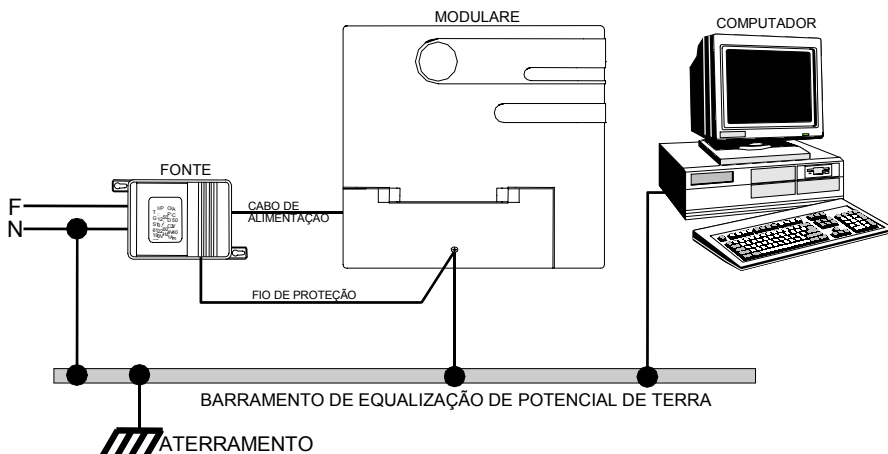 MODULARE
COMPUTADOR
FONTE
F
N
CABO DE
ALIMENTAÇÃO
FIO DE PROTEÇÃO
BARRAMENTO DE EQUALIZAÇÃO DE POTENCIAL DE TERRA
ATERRAMENTO